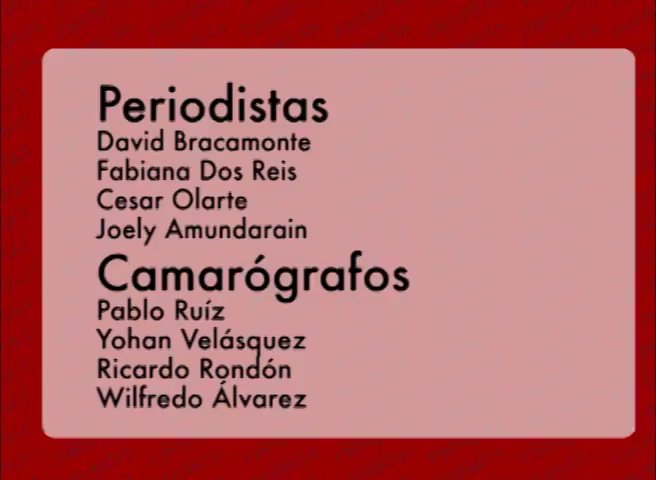 Periodistas
David Bracamonte
Fabiana Dos Reis
Cesar Olarte
Joely Amundarain
Camarógrafos
Pablo Ruíz
Yohan Velásquez
Ricardo Rondón
Wilfredo Álvarez